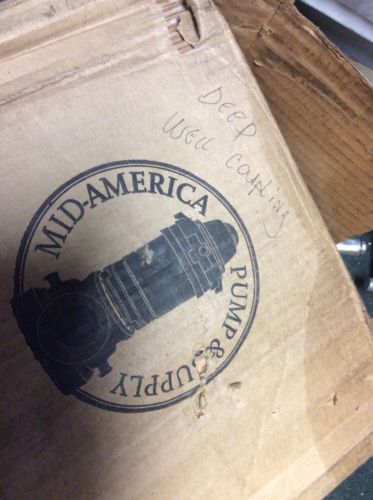 DEEP
WELL Coupling
MID-AMERICA
PUMP & SUPPLY